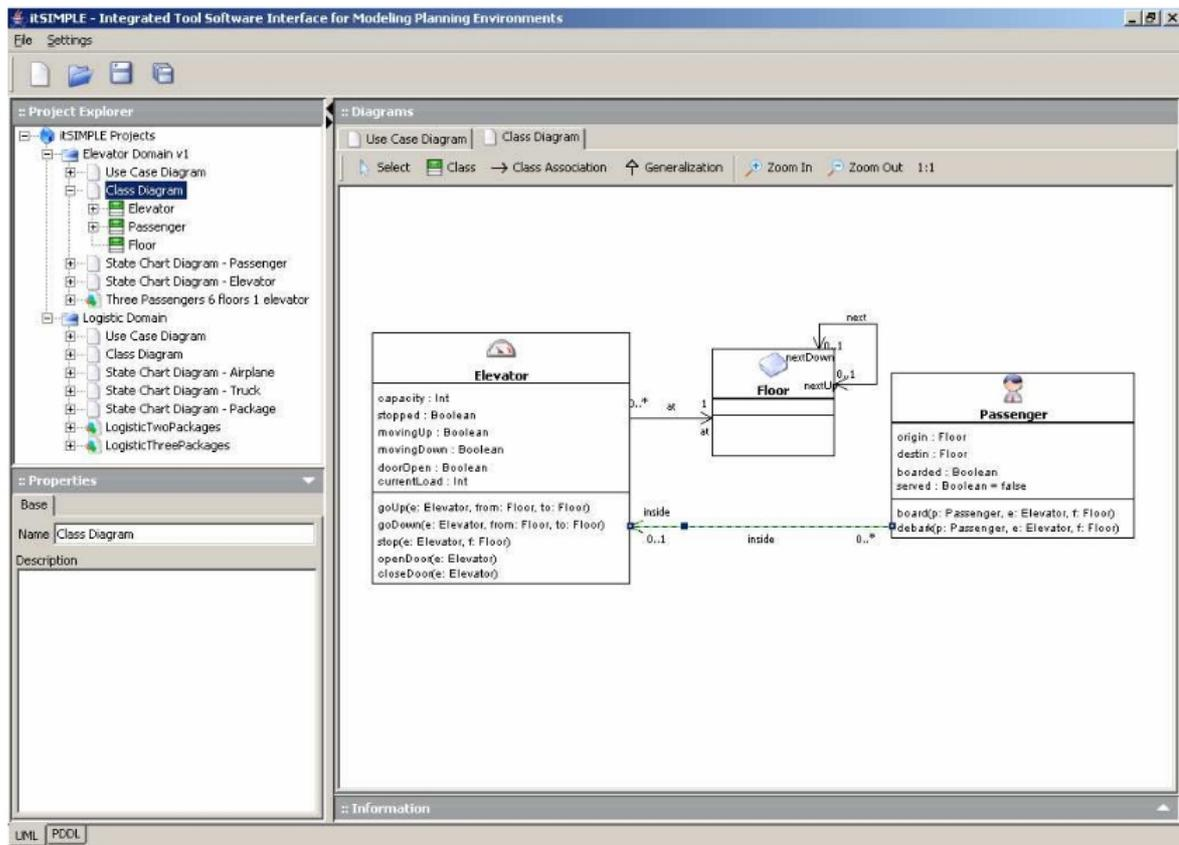 itSIMPLE - Integrated Tool Software Interface for Modeling Planning Environments
File Settings
:: Project Explorer
itSIMPLE Projects
Elevator Domain v1
Use Case Diagram
Class Diagram
Elevator
Passenger
Floor
State Chart Diagram - Passenger
State Chart Diagram - Elevator
Three Passengers 6 floors 1 elevator
Logistic Domain
Use Case Diagram
Class Diagram
State Chart Diagram - Airplane
State Chart Diagram - Truck
State Chart Diagram - Package
LogisticTwoPackages
LogisticThreePackages
:: Properties
Base
Name Class Diagram
Description
:: Diagrams
Use Case Diagram Class Diagram
Select Class Class Association Generalization Zoom In Zoom Out 1:1
Elevator
capacity : Int
stopped : Boolean
movingUp : Boolean
movingDown : Boolean
doorOpen : Boolean
currentLoad : Int
goUp(e: Elevator, from: Floor, to: Floor)
goDown(e: Elevator, from: Floor, to: Floor)
stop(e: Elevator, f: Floor)
openDoor(e: Elevator)
closeDoor(e: Elevator)
0..* at 1
at
next
0..1
nextDown
0..1
nextUp
Floor
Passenger
origin : Floor
destin : Floor
boarded : Boolean
served : Boolean = false
board(p: Passenger, e: Elevator, f: Floor)
debark(p: Passenger, e: Elevator, f: Floor)
inside
0..1 inside 0..*
:: Information
UML PDDL